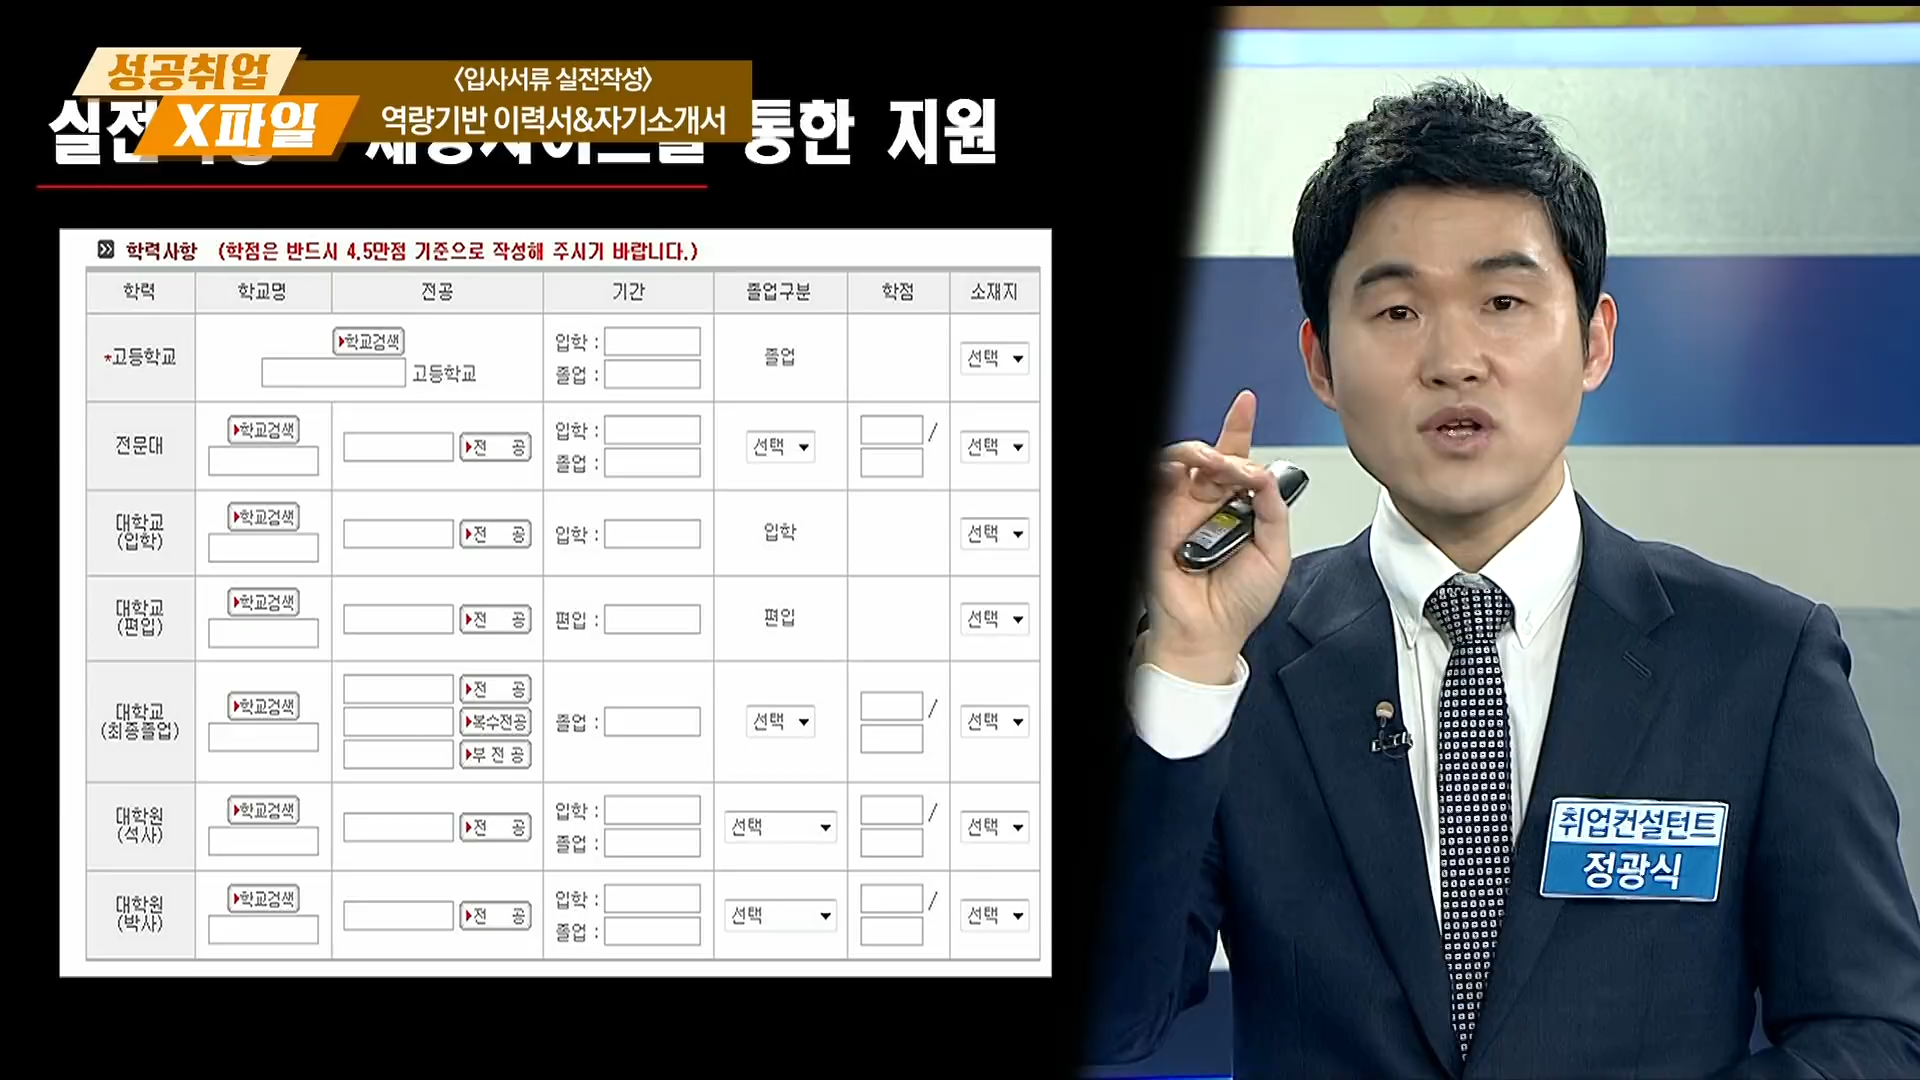 성공취업
X파일
<입사서류 실전작성>
역량기반 이력서&자기소개서
실전 통한 지원
학력사항 (학점은 반드시 4.5만점 기준으로 작성해 주시기 바랍니다.)
학력 학교명 전공 기간 졸업구분 학점 소재지
*고등학교 학교검색 고등학교 입학 : 졸업 : 졸업 선택
전문대 학교검색 전 공 입학 : 졸업 : 선택 / 선택
대학교 (입학) 학교검색 전 공 입학 : 입학 선택
대학교 (편입) 학교검색 전 공 편입 : 편입 선택
대학교 (최종졸업) 학교검색 전 공 복수전공 부 전 공 졸업 : 선택 / 선택
대학원 (석사) 학교검색 전 공 입학 : 졸업 : 선택 / 선택
대학원 (박사) 학교검색 전 공 입학 : 졸업 : 선택 / 선택
취업컨설턴트
정광식